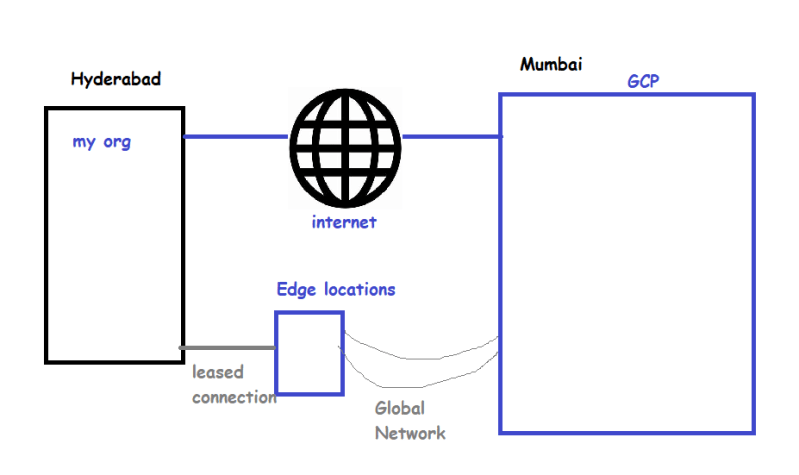 Hyderabad
Mumbai
GCP
my org
internet
Edge locations
leased
connection
Global
Network